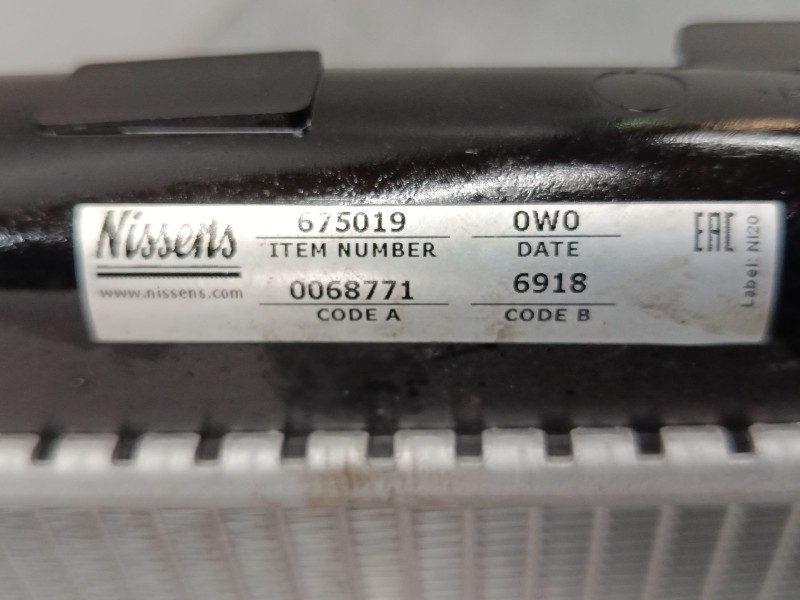 Nissens
www.nissens.com
675019
ITEM NUMBER
0068771
CODE A
0W0
DATE
6918
CODE B
EAC
Label: NI20